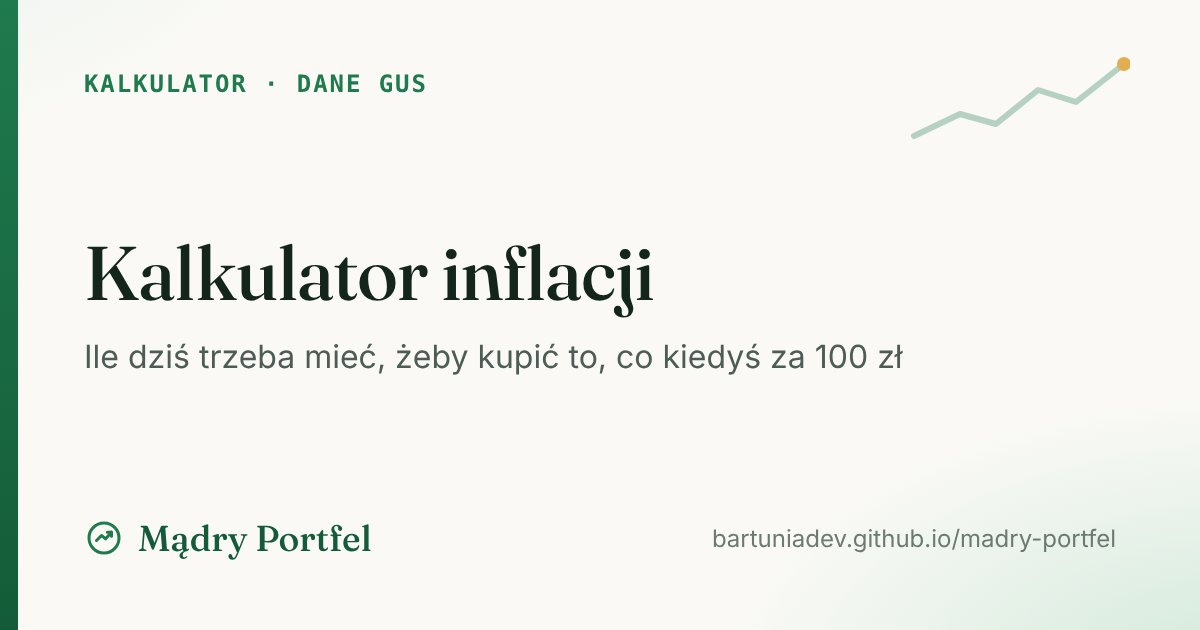 KALKULATOR · DANE GUS
Kalkulator inflacji
Ile dziś trzeba mieć, żeby kupić to, co kiedyś za 100 zł
Mądry Portfel
bartuniadev.github.io/madry-portfel